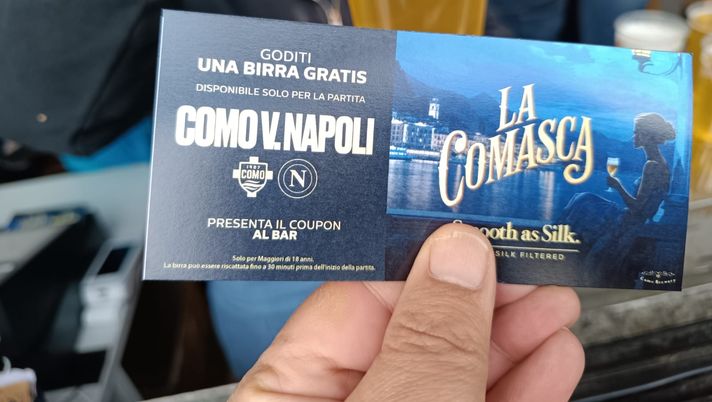 GODITI
UNA BIRRA GRATIS
DISPONIBILE SOLO PER LA PARTITA
COMO V. NAPOLI
1907
COMO
N
PRESENTA IL COUPON
AL BAR
Solo per Maggiori di 18 anni.
La birra può essere riscattata fino a 30 minuti prima dell'inizio della partita.
LA
COMASCA
Smooth as Silk.
SILK FILTERED